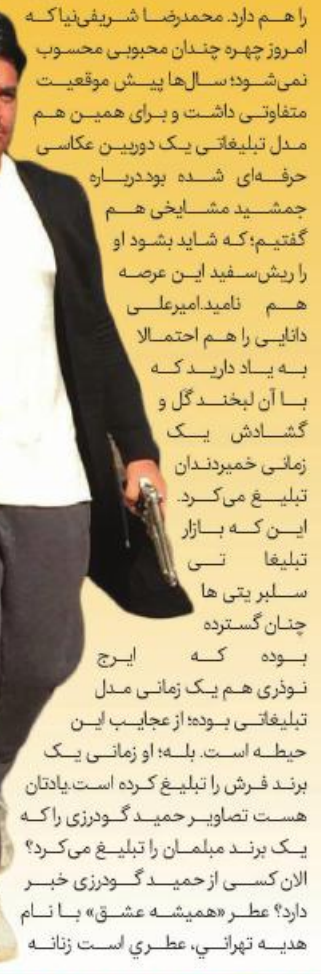 را هم دارد. محمدرضا شریفی‌نیا که
امروز چهره چندان محبوبی محسوب
نمی‌شود؛ سال‌ها پیش موقعیت
متفاوتی داشت و برای همین هم
مدل تبلیغاتی یک دوربین عکاسی
حرفه‌ای شده بود.درباره
جمشید مشایخی هم
گفتیم؛ که شاید بشود او
را ریش‌سفید این عرصه
هم نامید.امیرعلی
دانایی را هم احتمالا
به یاد دارید که
با آن لبخند گل و
گشادش یک
زمانی خمیردندان
تبلیغ می‌کرد.
این که بازار
تبلیغا تی
سلبر یتی ها
چنان گسترده
بوده که ایرج
نوذری هم یک زمانی مدل
تبلیغاتی بوده؛ از عجایب این
حیطه است. بله؛ او زمانی یک
برند فرش را تبلیغ کرده است.یادتان
هست تصاویر حمید گودرزی را که
یک برند مبلمان را تبلیغ می‌کرد؟
الان کسی از حمید گودرزی خبر
دارد؟ عطر «همیشه عشق» با نام
هدیه تهراني، عطري است زنانه